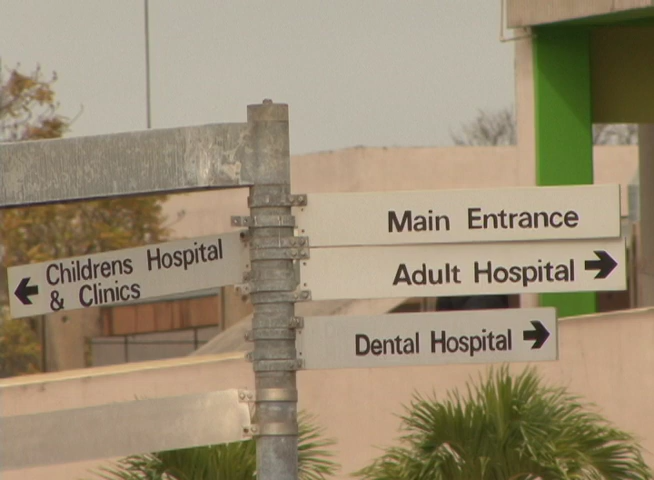 Main Entrance
Adult Hospital
Childrens Hospital
& Clinics
Dental Hospital